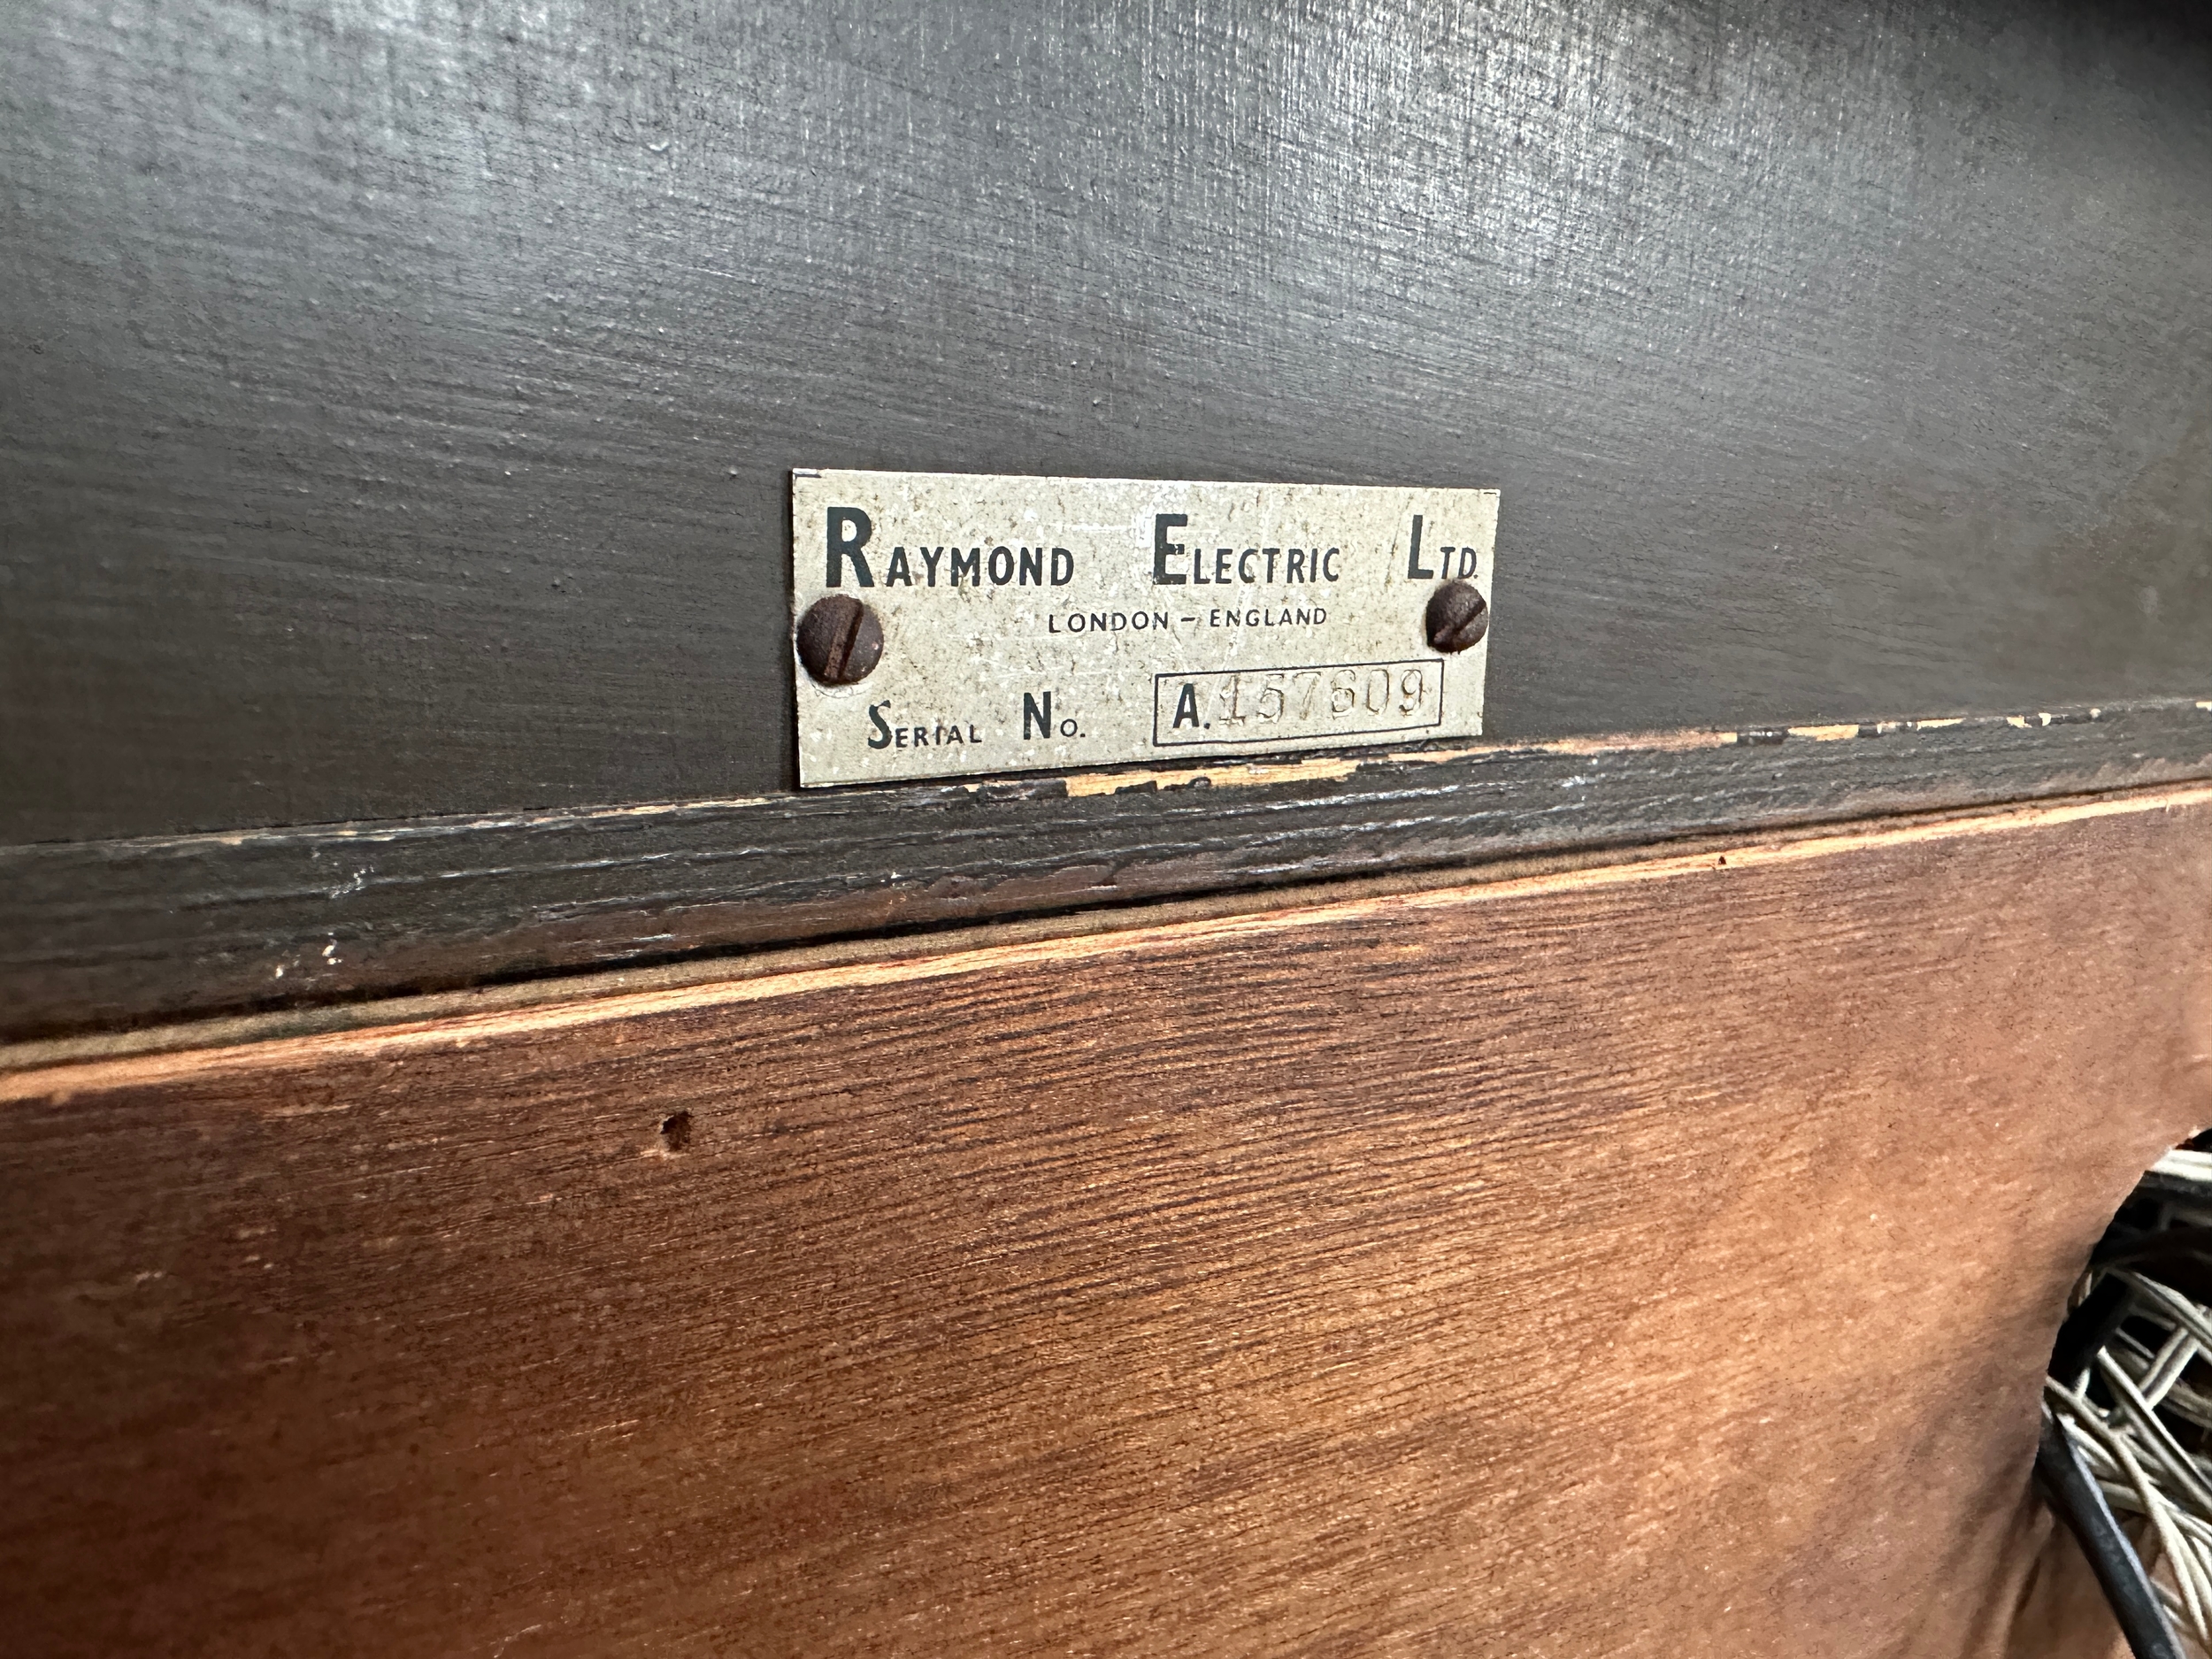 RAYMOND ELECTRIC LTD.
LONDON – ENGLAND
SERIAL NO. A.157609